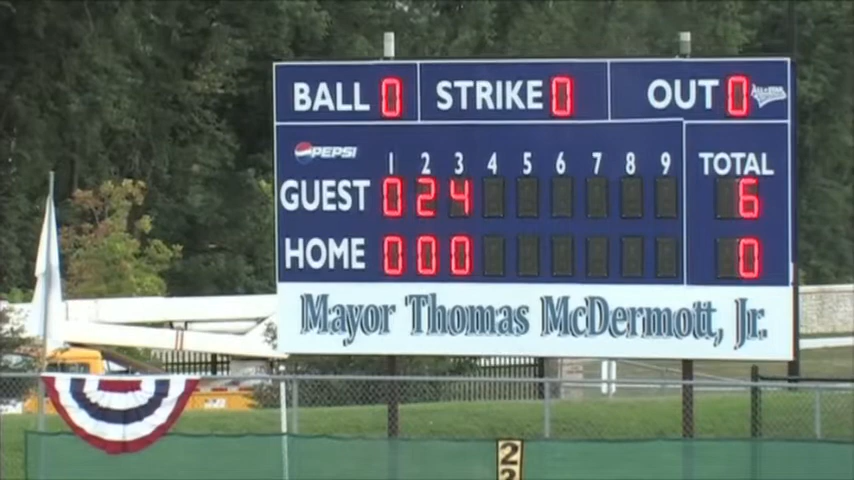 BALL 0 STRIKE 0 OUT 0
PEPSI
1 2 3 4 5 6 7 8 9 TOTAL
GUEST 0 2 4 6
HOME 0 0 0 0
Mayor Thomas McDermott, Jr.